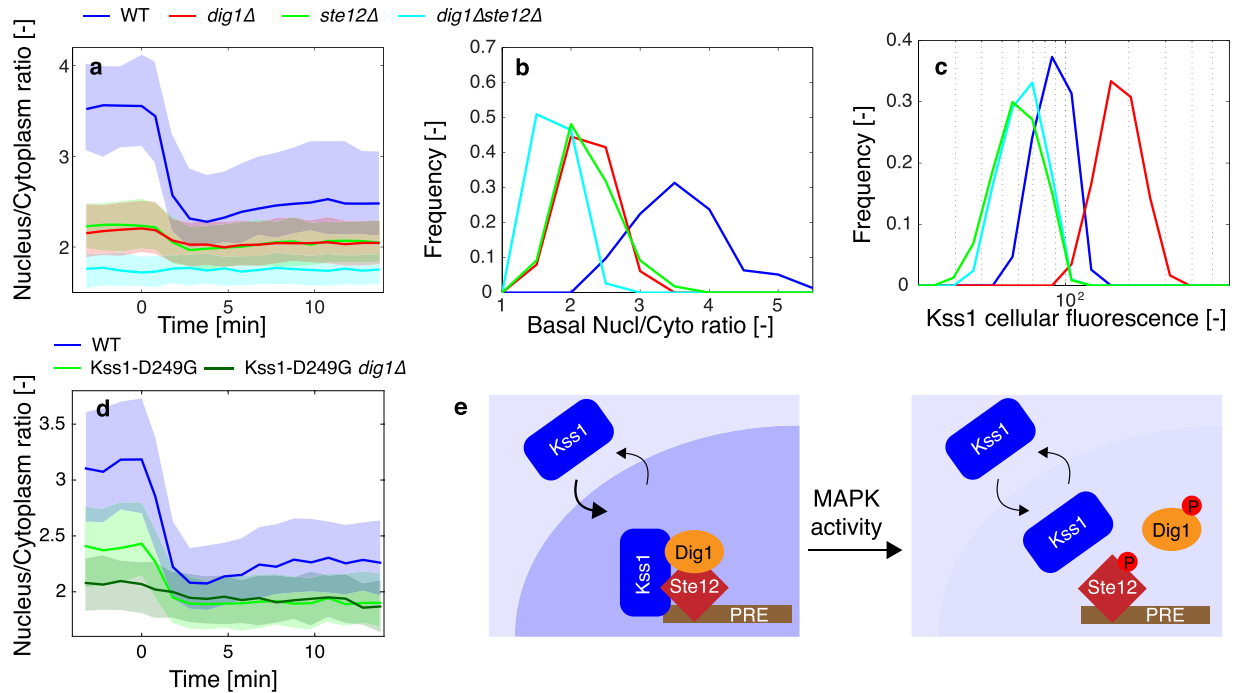 WT dig1Δ ste12Δ dig1Δste12Δ
a
Nucleus/Cytoplasm ratio [-]
4
3
2
0 5 10
Time [min]
b
Frequency [-]
0.7
0.6
0.5
0.4
0.3
0.2
0.1
0
1 2 3 4 5
Basal Nucl/Cyto ratio [-]
c
Frequency [-]
0.4
0.3
0.2
0.1
0
10²
Kss1 cellular fluorescence [-]
WT
Kss1-D249G Kss1-D249G dig1Δ
d
Nucleus/Cytoplasm ratio [-]
3.5
3
2.5
2
0 5 10
Time [min]
e
Kss1
Kss1
Dig1
Ste12
PRE
MAPK
activity
Kss1
Kss1
P
Dig1
P
Ste12
PRE